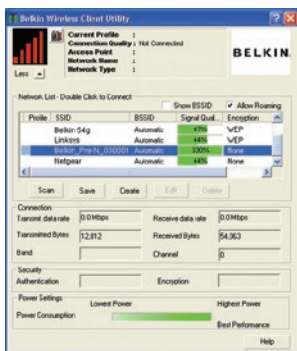 Belkin Wireless Client Utility
Current Profile :
Connection Quality : Not Connected
Access Point :
Network Name :
Network Type :
BELKIN.
Less
Network List - Double Click to Connect
Show BSSID
Allow Roaming
Profile SSID BSSID Signal Qual... Encryption
Belkin 54g Automatic 47% WEP
Linksys Automatic 44% WEP
Belkin_Pre-N_030001 Automatic 100% None
Netgear Automatic 44% None
Scan Save Create Edit Delete
Connection
Transmit data rate 0.0 Mbps Receive data rate 0.0 Mbps
Transmitted Bytes 12,812 Received Bytes 54,063
Band Channel 0
Security
Authentication Encryption
Power Settings
Lowest Power Highest Power
Power Consumption
Best Performance
Help